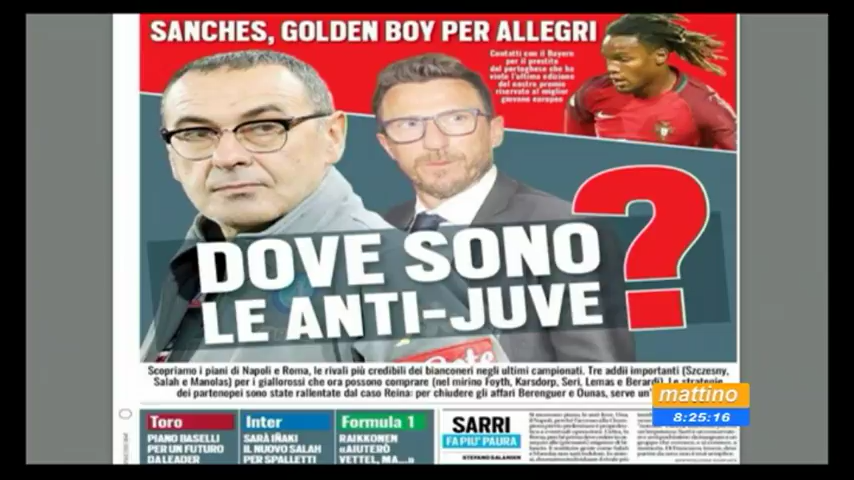 SANCHES, GOLDEN BOY PER ALLEGRI
Contatti con il Bayern
per il prestito
del portoghese che ha
vinto l'ultima edizione
del nostro premio
riservato al miglior
giovane europeo
DOVE SONO
LE ANTI-JUVE?
Scopriamo i piani di Napoli e Roma, le rivali più credibili dei bianconeri negli ultimi campionati. Tre addii importanti (Szczesny,
Salah e Manolas) per i giallorossi che ora possono comprare (nel mirino Foyth, Karsdorp, Seri, Lemas e Berardi). Le strategie
dei partenopei sono state rallentate dal caso Reina: per chiudere gli affari Berenguer e Ounas, serve un'
mattino
8:25:16
Toro
PIANO BASELLI
PER UN FUTURO
DA LEADER
Inter
SARÀ IÑAKI
IL NUOVO SALAH
PER SPALLETTI
Formula 1
RAIKKONEN
«AIUTERÒ
VETTEL, MA...»
SARRI
FA PIU' PAURA